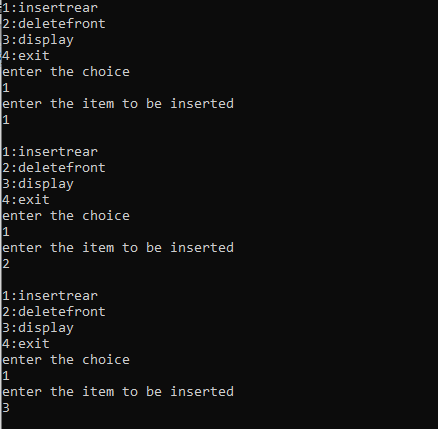 1:insertrear
2:deletefront
3:display
4:exit
enter the choice
1
enter the item to be inserted
1
1:insertrear
2:deletefront
3:display
4:exit
enter the choice
1
enter the item to be inserted
2
1:insertrear
2:deletefront
3:display
4:exit
enter the choice
1
enter the item to be inserted
3